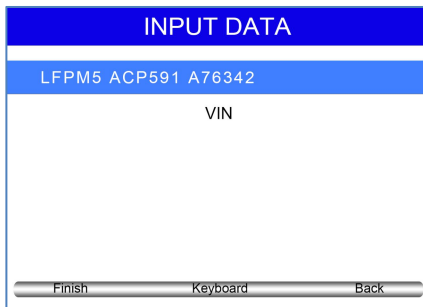 INPUT DATA
LFPM5 ACP591 A76342
VIN
Finish Keyboard Back